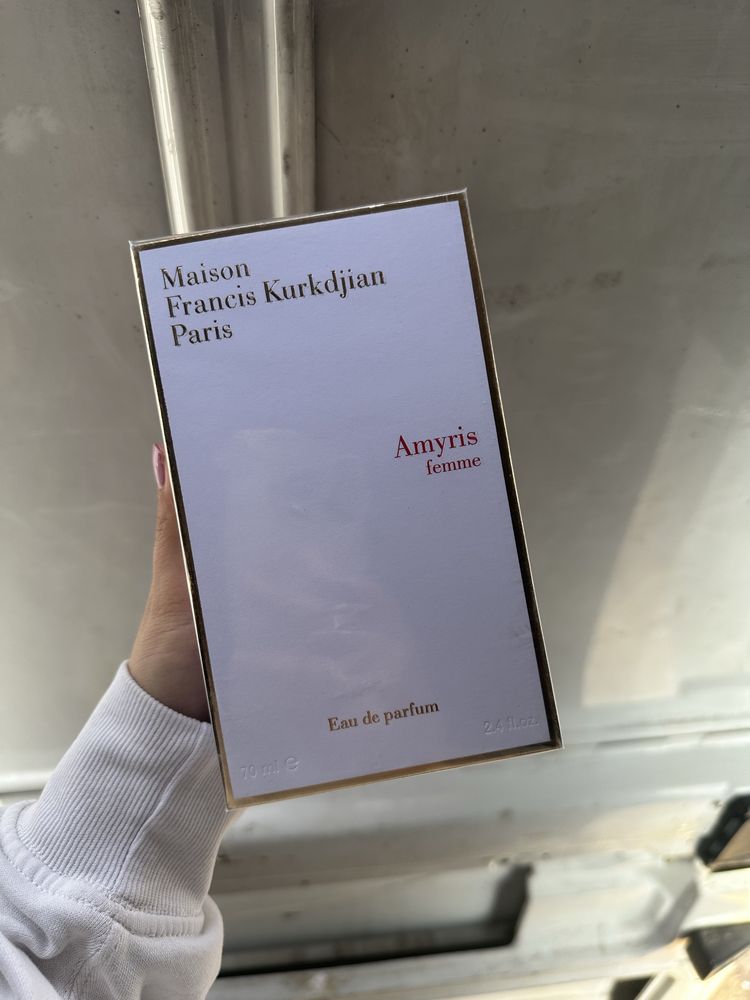 Maison
Francis Kurkdjian
Paris
Amyris
femme
Eau de parfum
70 ml ℮
2.4 fl.oz.